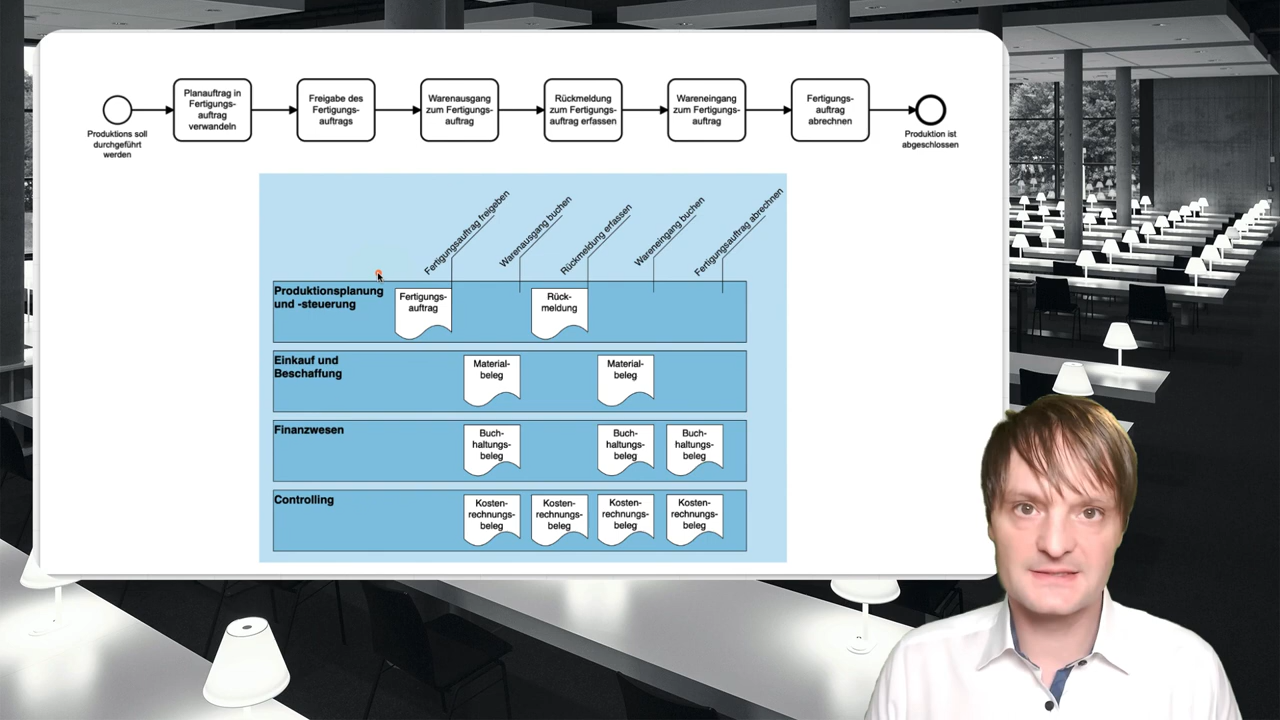 Produktions soll
durchgeführt
werden
Planauftrag in
Fertigungs-
auftrag
verwandeln
Freigabe des
Fertigungs-
auftrags
Warenausgang
zum Fertigungs-
auftrag
Rückmeldung
zum Fertigungs-
auftrag erfassen
Wareneingang
zum Fertigungs-
auftrag
Fertigungs-
auftrag
abrechnen
Produktion ist
abgeschlossen
Fertigungsauftrag freigeben
Warenausgang buchen
Rückmeldung erfassen
Wareneingang buchen
Fertigungsauftrag abrechnen
Produktionsplanung
und -steuerung
Fertigungs-
auftrag
Rück-
meldung
Einkauf und
Beschaffung
Material-
beleg
Material-
beleg
Finanzwesen
Buch-
haltungs-
beleg
Buch-
haltungs-
beleg
Buch-
haltungs-
beleg
Controlling
Kosten-
rechnungs-
beleg
Kosten-
rechnungs-
beleg
Kosten-
rechnungs-
beleg
Kosten-
rechnungs-
beleg